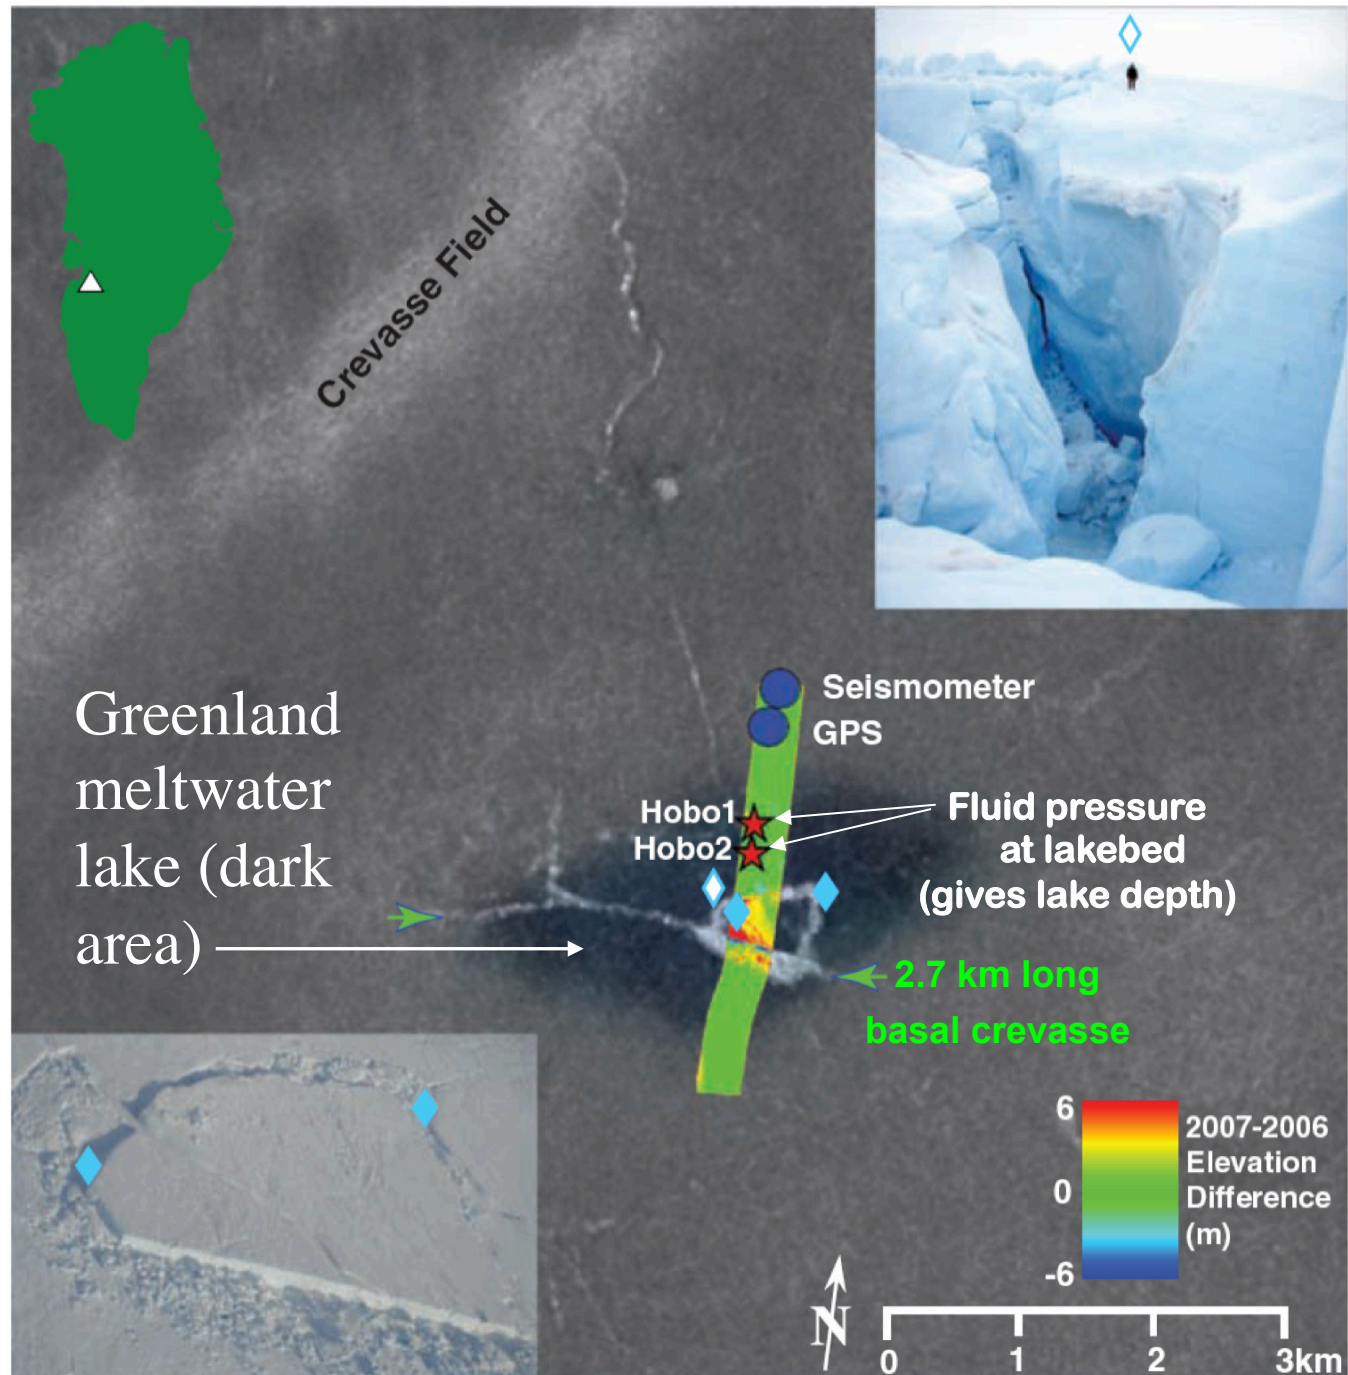 Crevasse Field
Seismometer
GPS
Greenland
meltwater
lake (dark
area)
Hobo1
Hobo2
Fluid pressure
at lakebed
(gives lake depth)
2.7 km long
basal crevasse
6
0
-6
2007-2006
Elevation
Difference
(m)
N
0 1 2 3km